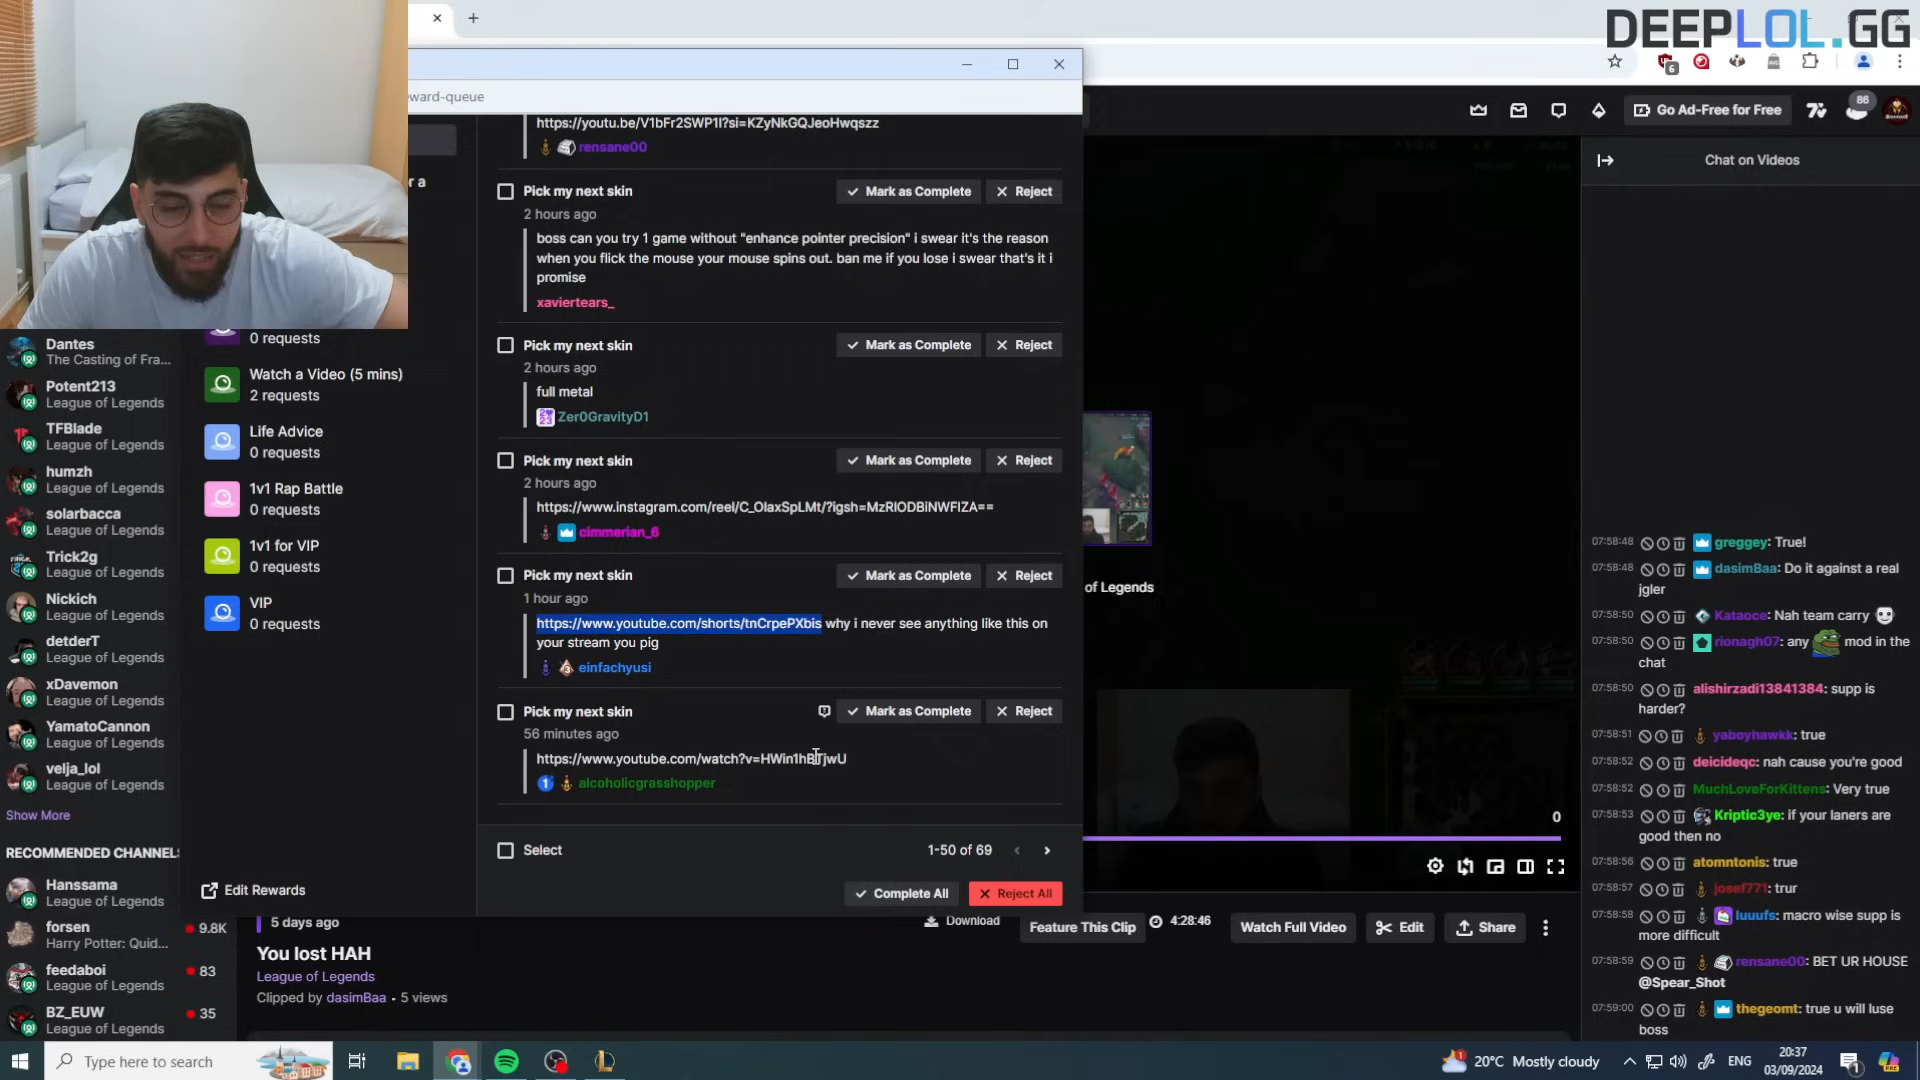 DEEPLOL.GG
eward-queue
6
Go Ad-Free for Free
86
Chat on Videos
r a
0 requests
Watch a Video (5 mins)
2 requests
Life Advice
0 requests
1v1 Rap Battle
0 requests
1v1 for VIP
0 requests
VIP
0 requests
Edit Rewards
https://youtu.be/V1bFr2SWP1I?si=KZyNkGQJeoHwqszz
rensane00
Pick my next skin
Mark as Complete
Reject
2 hours ago
boss can you try 1 game without "enhance pointer precision" i swear it's the reason
when you flick the mouse your mouse spins out. ban me if you lose i swear that's it i
promise
xaviertears_
Pick my next skin
Mark as Complete
Reject
2 hours ago
full metal
Zer0GravityD1
Pick my next skin
Mark as Complete
Reject
2 hours ago
https://www.instagram.com/reel/C_OIaxSpLMt/?igsh=MzRlODBiNWFlZA==
cimmerian_6
Pick my next skin
Mark as Complete
Reject
1 hour ago
https://www.youtube.com/shorts/tnCrpePXbis why i never see anything like this on
your stream you pig
einfachyusi
Pick my next skin
Mark as Complete
Reject
56 minutes ago
https://www.youtube.com/watch?v=HWin1hBTjwU
alcoholicgrasshopper
Select
1-50 of 69
Complete All
Reject All
Dantes
The Casting of Fra...
Potent213
League of Legends
TFBlade
League of Legends
humzh
League of Legends
solarbacca
League of Legends
Trick2g
League of Legends
Nickich
League of Legends
detderT
League of Legends
xDavemon
League of Legends
YamatoCannon
League of Legends
velja_lol
League of Legends
Show More
RECOMMENDED CHANNELS
Hanssama
League of Legends
forsen
9.8K
Harry Potter: Quid...
feedaboi
83
League of Legends
BZ_EUW
35
League of Legends
of Legends
0
5 days ago
Download
Feature This Clip
4:28:46
Watch Full Video
Edit
Share
You lost HAH
League of Legends
Clipped by dasimBaa • 5 views
07:58:48 greggey: True!
07:58:48 dasimBaa: Do it against a real
jgler
07:58:50 Kataoce: Nah team carry
07:58:50 rionagh07: any mod in the
chat
07:58:50 alishirzadi13841384: supp is
harder?
07:58:51 yaboyhawkk: true
07:58:52 deicideqc: nah cause you're good
07:58:52 MuchLoveForKittens: Very true
07:58:53 Kriptic3ye: if your laners are
good then no
07:58:56 atomntonis: true
07:58:57 josef771: trur
07:58:58 luuufs: macro wise supp is
more difficult
07:58:59 rensane00: BET UR HOUSE
@Spear_Shot
07:59:00 thegeomt: true u will luse
boss
Type here to search
20°C Mostly cloudy
ENG
20:37
03/09/2024